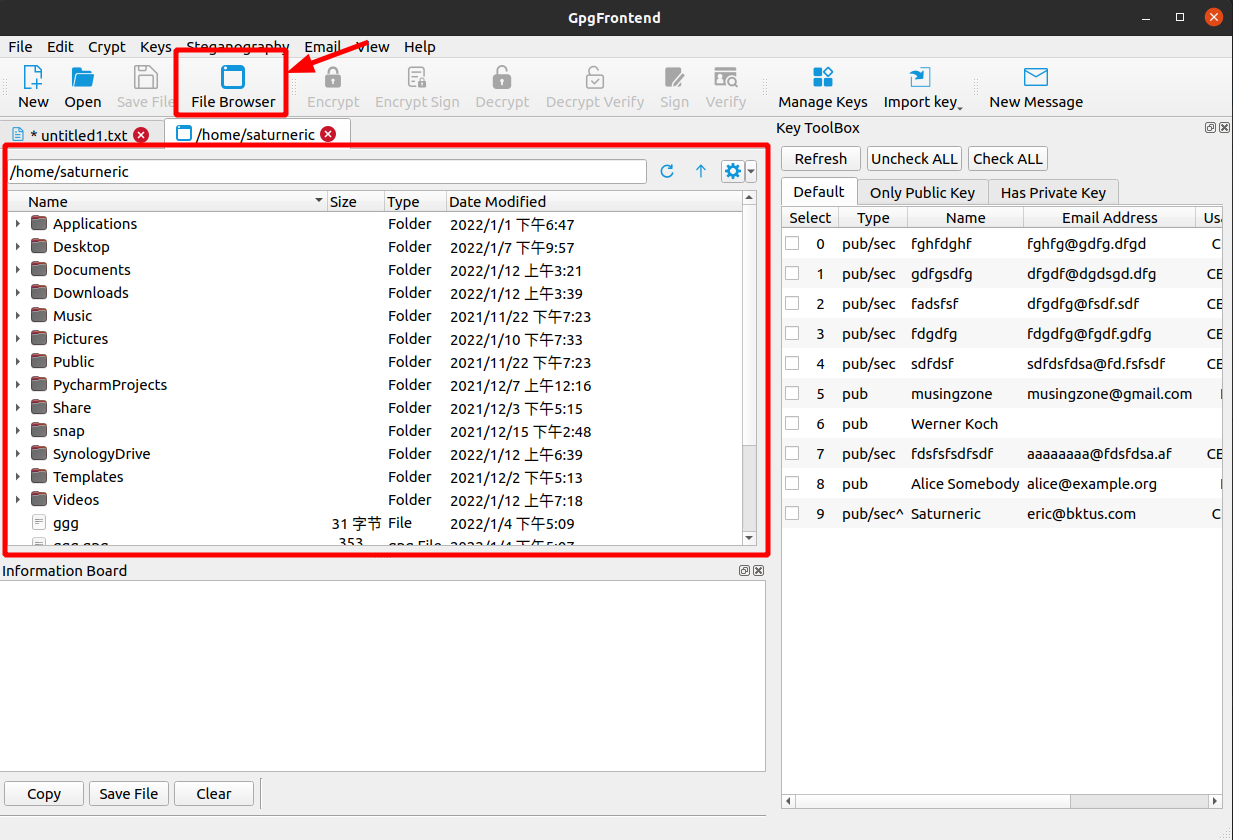 GpgFrontend
File Edit Crypt Keys Steganography Email View Help
New Open Save File File Browser Encrypt Encrypt Sign Decrypt Decrypt Verify Sign Verify Manage Keys Import key New Message
* untitled1.txt /home/saturneric
/home/saturneric
Name Size Type Date Modified
Applications Folder 2022/1/1 下午6:47
Desktop Folder 2022/1/7 下午9:57
Documents Folder 2022/1/12 上午3:21
Downloads Folder 2022/1/12 上午3:39
Music Folder 2021/11/22 下午7:23
Pictures Folder 2022/1/10 下午7:33
Public Folder 2021/11/22 下午7:23
PycharmProjects Folder 2021/12/7 上午12:16
Share Folder 2021/12/3 下午5:15
snap Folder 2021/12/15 下午2:48
SynologyDrive Folder 2022/1/12 上午6:39
Templates Folder 2021/12/2 下午5:13
Videos Folder 2022/1/12 上午7:18
ggg 31 字节 File 2022/1/4 下午5:09
ggg.gpg 353 gpg File 2022/1/4 下午5:07
Information Board
Copy Save File Clear
Key ToolBox
Refresh Uncheck ALL Check ALL
Default Only Public Key Has Private Key
Select Type Name Email Address Usa
0 pub/sec fghfdghf fghfg@gdfg.dfgd C
1 pub/sec gdfgsdfg dfgdf@dgdsgd.dfg CE
2 pub/sec fadsfsf dfgdfg@fsdf.sdf CE
3 pub/sec fdgdfg fdgdfg@fgdf.gdfg CE
4 pub/sec sdfdsf sdfdsfdsa@fd.fsfsdf CE
5 pub musingzone musingzone@gmail.com
6 pub Werner Koch
7 pub/sec fdsfsfsdfsdf aaaaaaaa@fdsfdsa.af CE
8 pub Alice Somebody alice@example.org
9 pub/sec^ Saturneric eric@bktus.com C